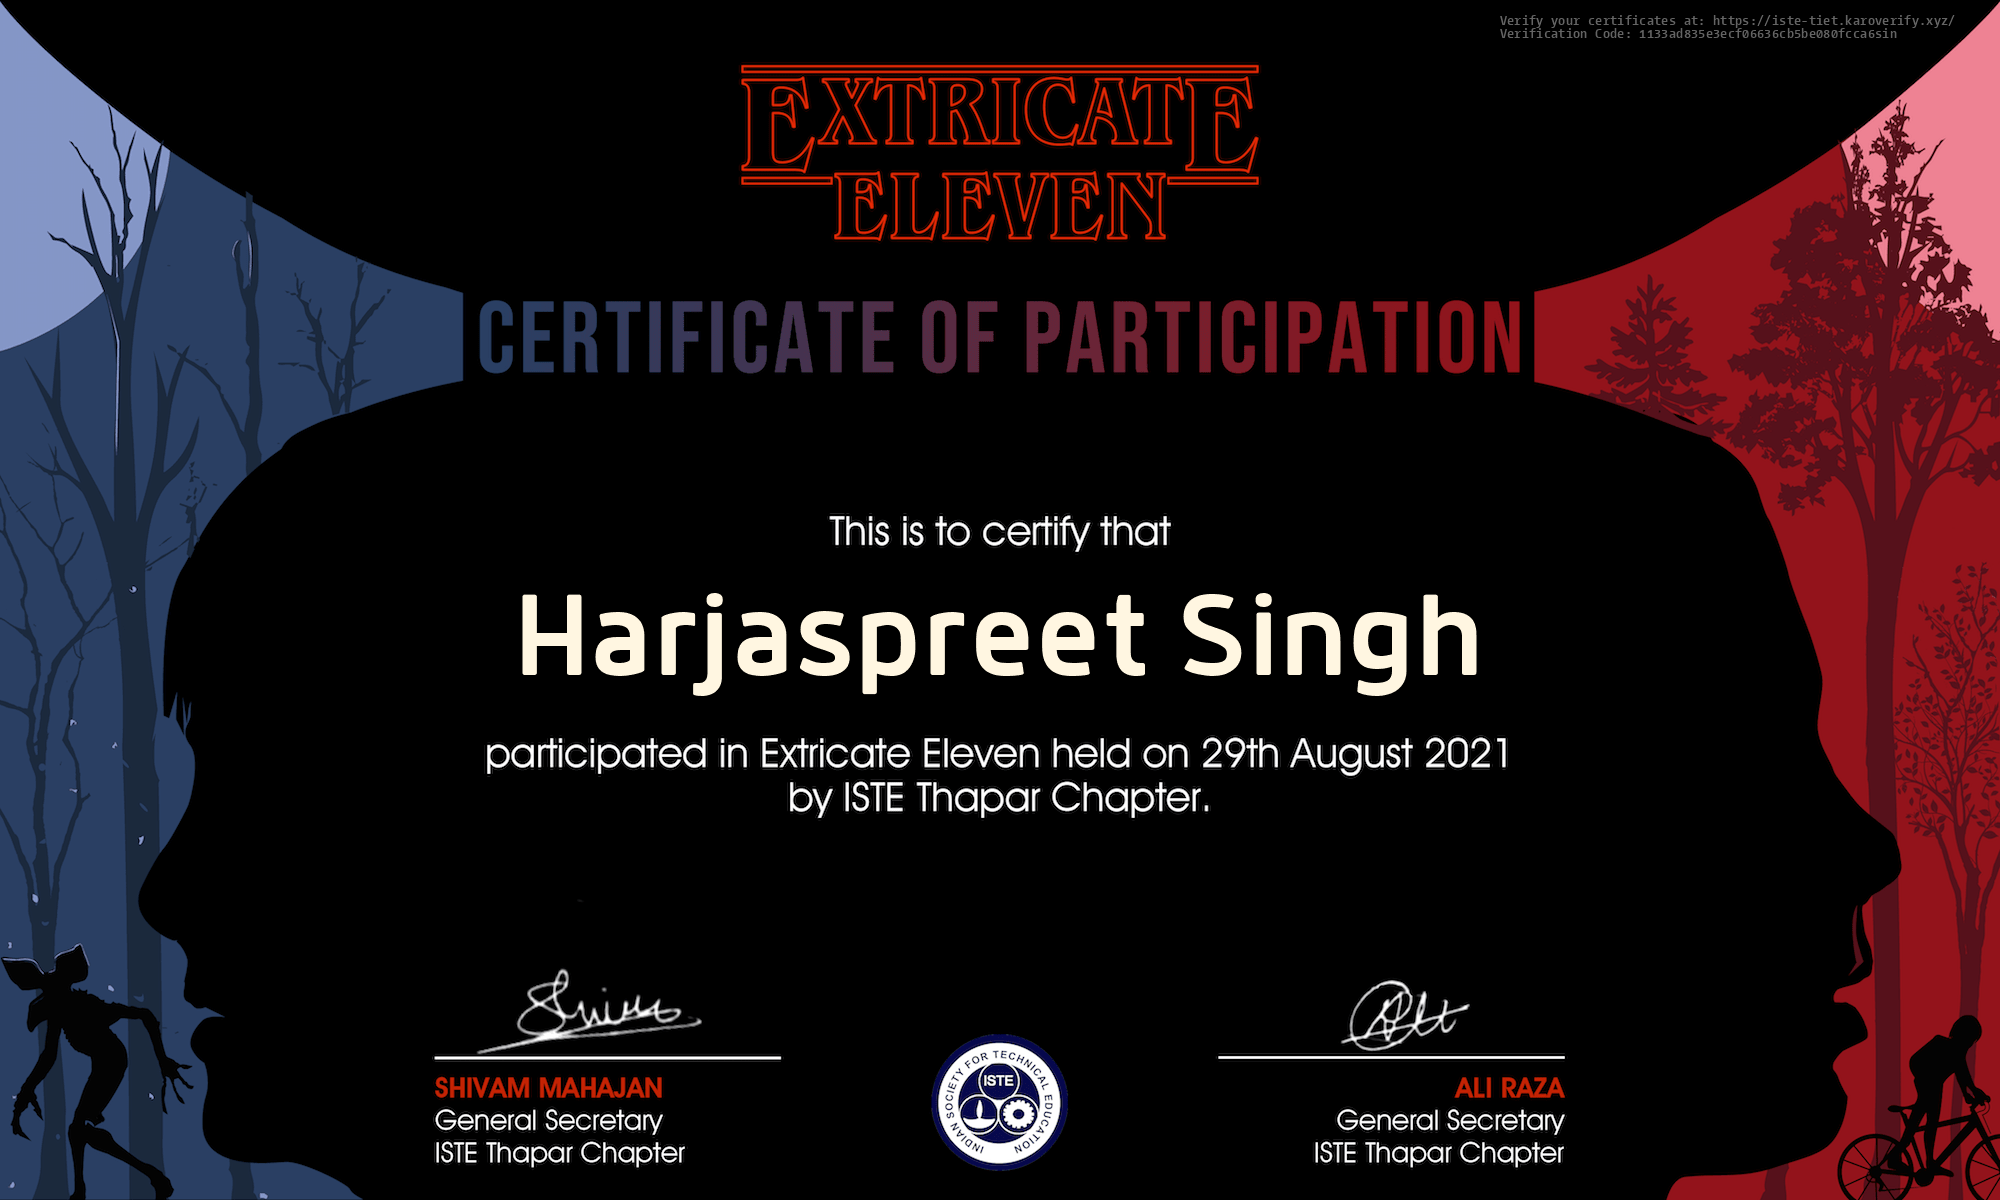 Verify your certificates at: https://iste-tiet.karoverify.xyz/
Verification Code: 1133ad835e3ecf06636cb5be080fcca6sin
EXTRICATE
ELEVEN
CERTIFICATE OF PARTICIPATION
This is to certify that
Harjaspreet Singh
participated in Extricate Eleven held on 29th August 2021
by ISTE Thapar Chapter.
SHIVAM MAHAJAN
General Secretary
ISTE Thapar Chapter
INDIAN SOCIETY FOR TECHNICAL EDUCATION
ISTE
ALI RAZA
General Secretary
ISTE Thapar Chapter